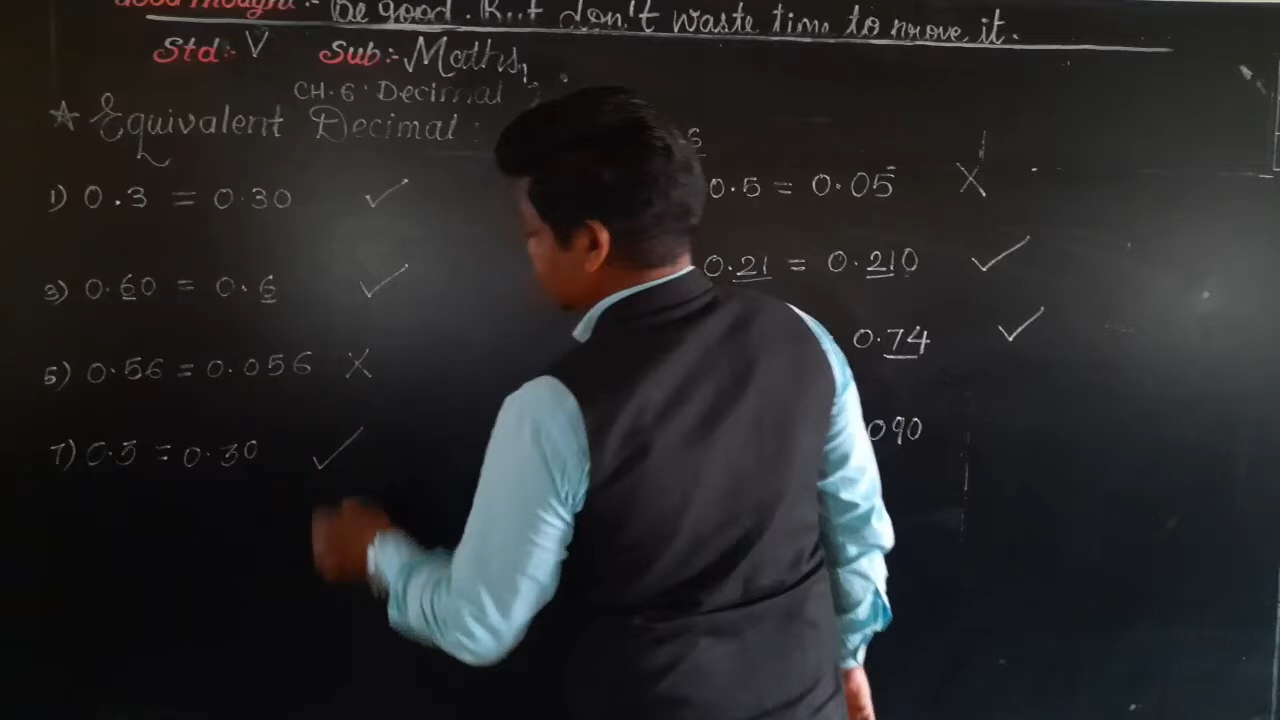 Good Thought :- Be good. But don't waste time to prove it.
Std:- V Sub:- Maths,
CH. 6 : Decimal
★ Equivalent Decimal :
1) 0.3 = 0.30 ✓
0.5 = 0.05 X
3) 0.60 = 0.6 ✓
0.21 = 0.210 ✓
5) 0.56 = 0.056 X
0.74 ✓
7) 0.3 = 0.30 ✓
090